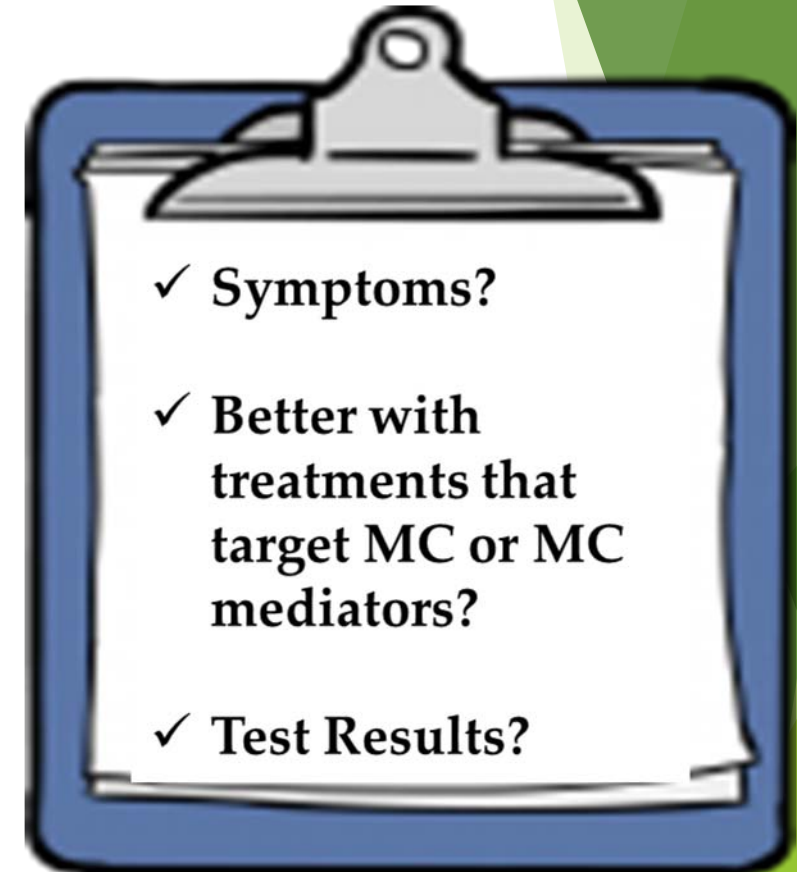 ✓ Symptoms?
✓ Better with
treatments that
target MC or MC
mediators?
✓ Test Results?